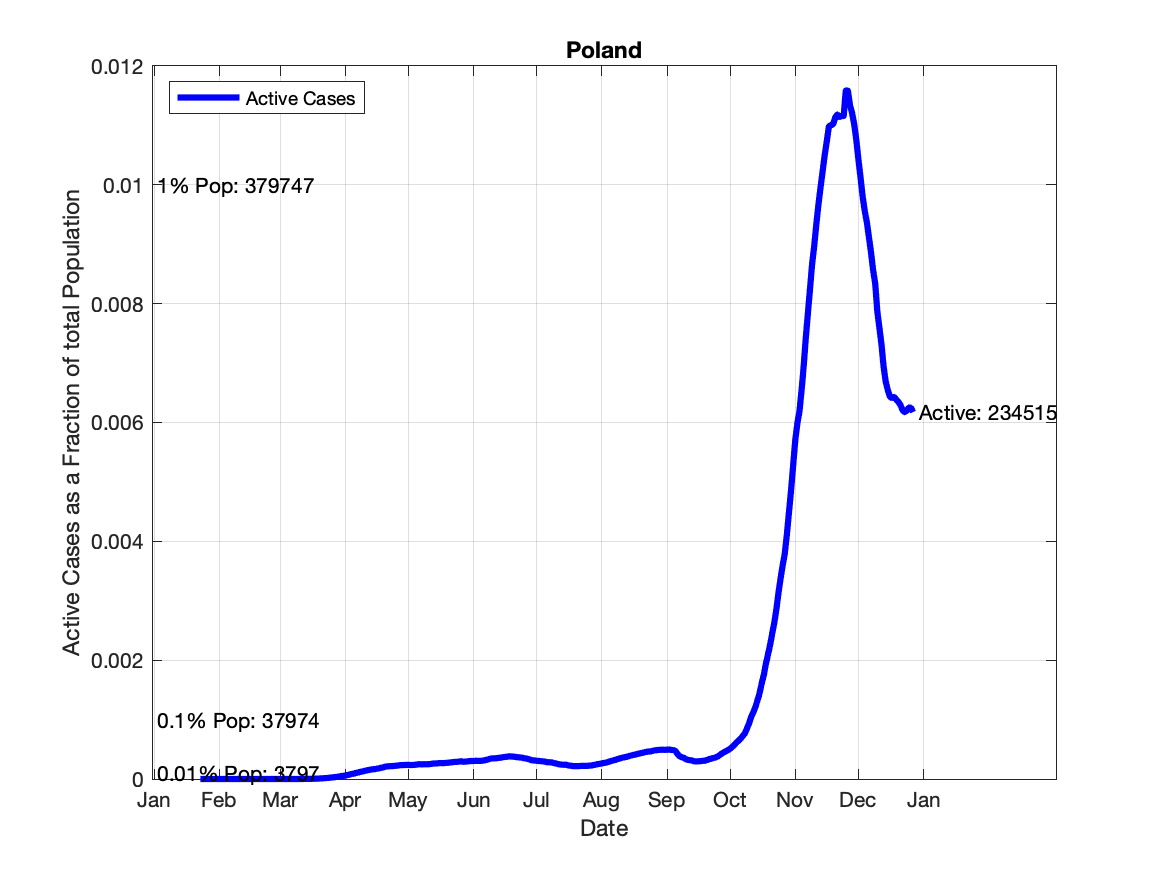 Poland
Active Cases
0.012
0.01
0.008
0.006
0.004
0.002
0
Active Cases as a Fraction of total Population
1% Pop: 379747
Active: 234515
0.1% Pop: 37974
0.01% Pop: 3797
Jan Feb Mar Apr May Jun Jul Aug Sep Oct Nov Dec Jan
Date